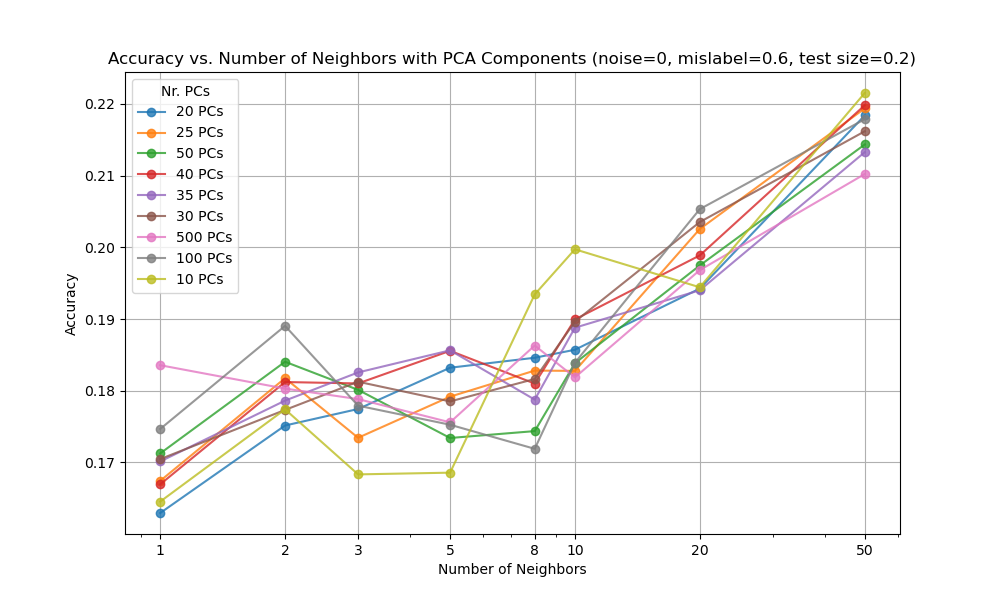 Accuracy vs. Number of Neighbors with PCA Components (noise=0, mislabel=0.6, test size=0.2)
Nr. PCs
20 PCs
25 PCs
50 PCs
40 PCs
35 PCs
30 PCs
500 PCs
100 PCs
10 PCs
0.22
0.21
0.20
0.19
0.18
0.17
Accuracy
1 2 3 5 8 10 20 50
Number of Neighbors